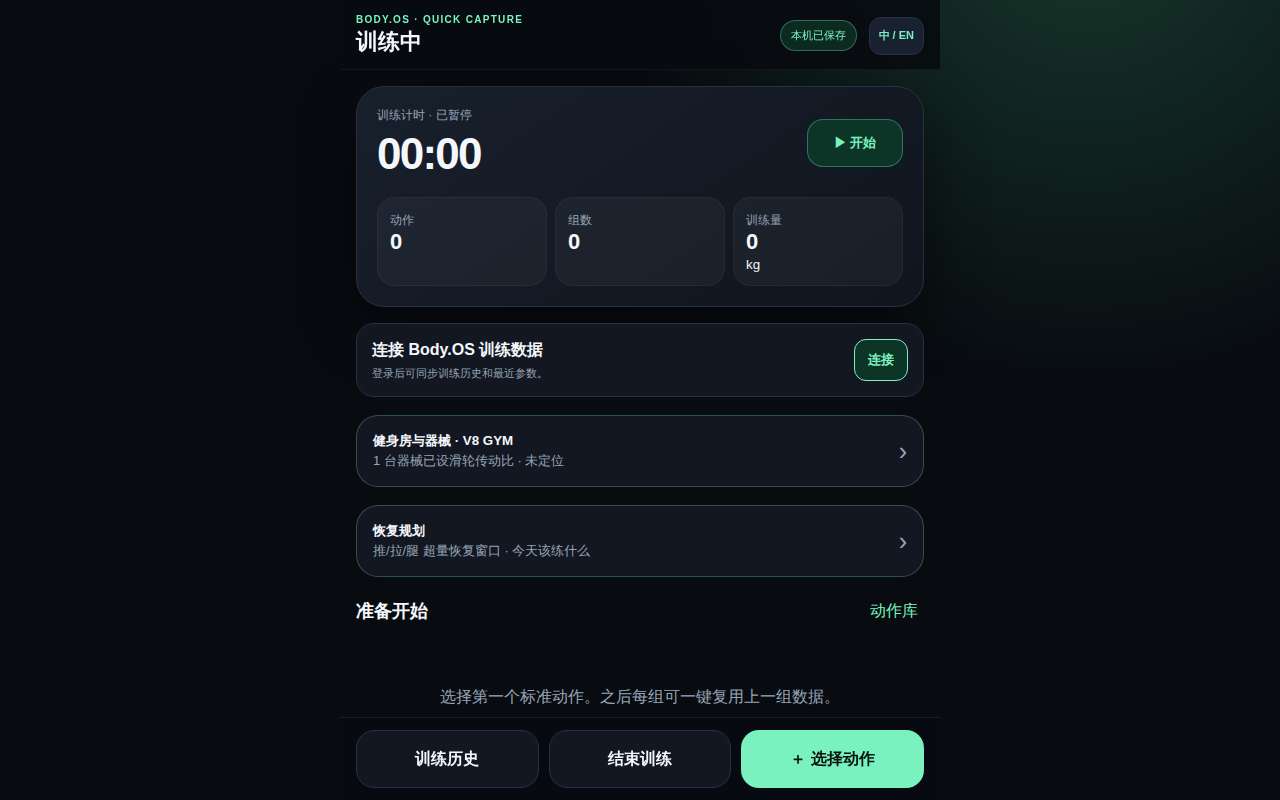 BODY.OS · QUICK CAPTURE
训练中
本机已保存
中 / EN
训练计时 · 已暂停
00:00
▶ 开始
动作
0
组数
0
训练量
0
kg
连接 Body.OS 训练数据
登录后可同步训练历史和最近参数。
连接
健身房与器械 · V8 GYM
1 台器械已设滑轮传动比 · 未定位
›
恢复规划
推/拉/腿 超量恢复窗口 · 今天该练什么
›
准备开始
动作库
选择第一个标准动作。之后每组可一键复用上一组数据。
训练历史
结束训练
＋ 选择动作